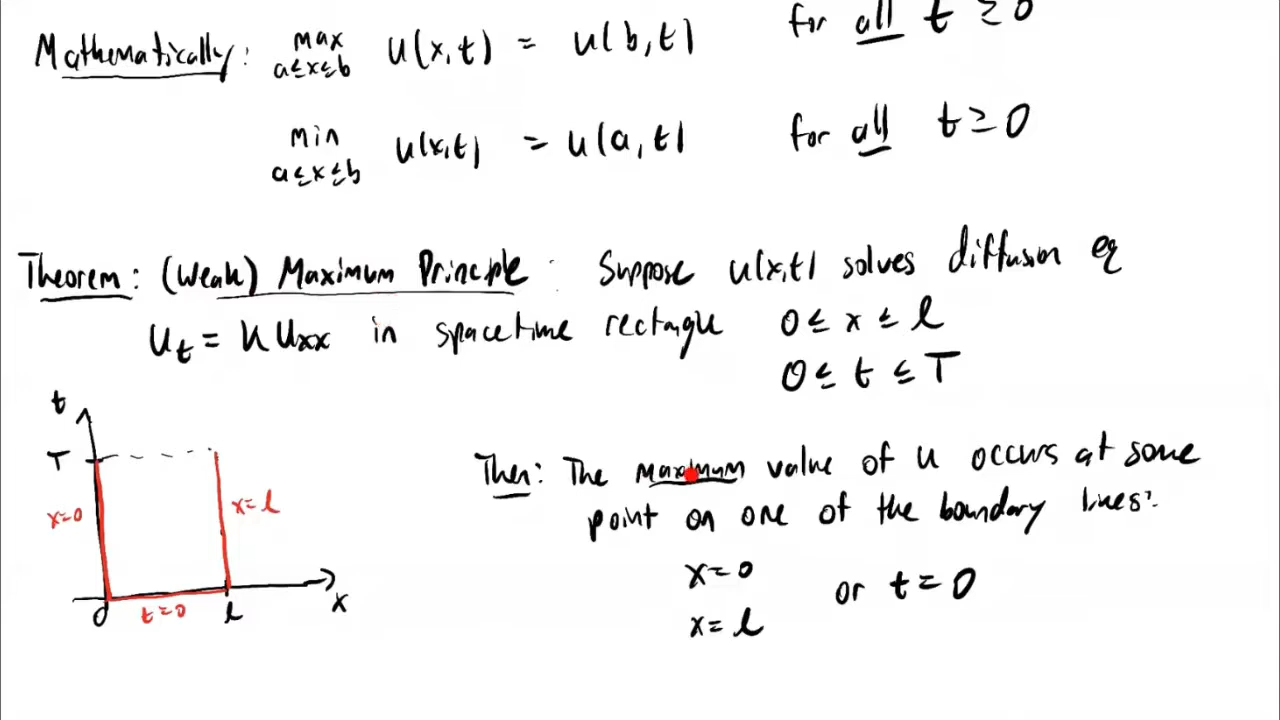 for all t ≥ 0
Mathematically: max a≤x≤b u(x,t) = u(b,t)
min a≤x≤b u(x,t) = u(a,t) for all t ≥ 0
Theorem: (Weak) Maximum Principle: Suppose u(x,t) solves diffusion eq
u_t = k u_xx in spacetime rectangle 0 ≤ x ≤ l
0 ≤ t ≤ T
t
T
x=0
x=l
0
t=0
l
x
Then: The maximum value of u occurs at some
point on one of the boundary lines:
x=0
or t=0
x=l